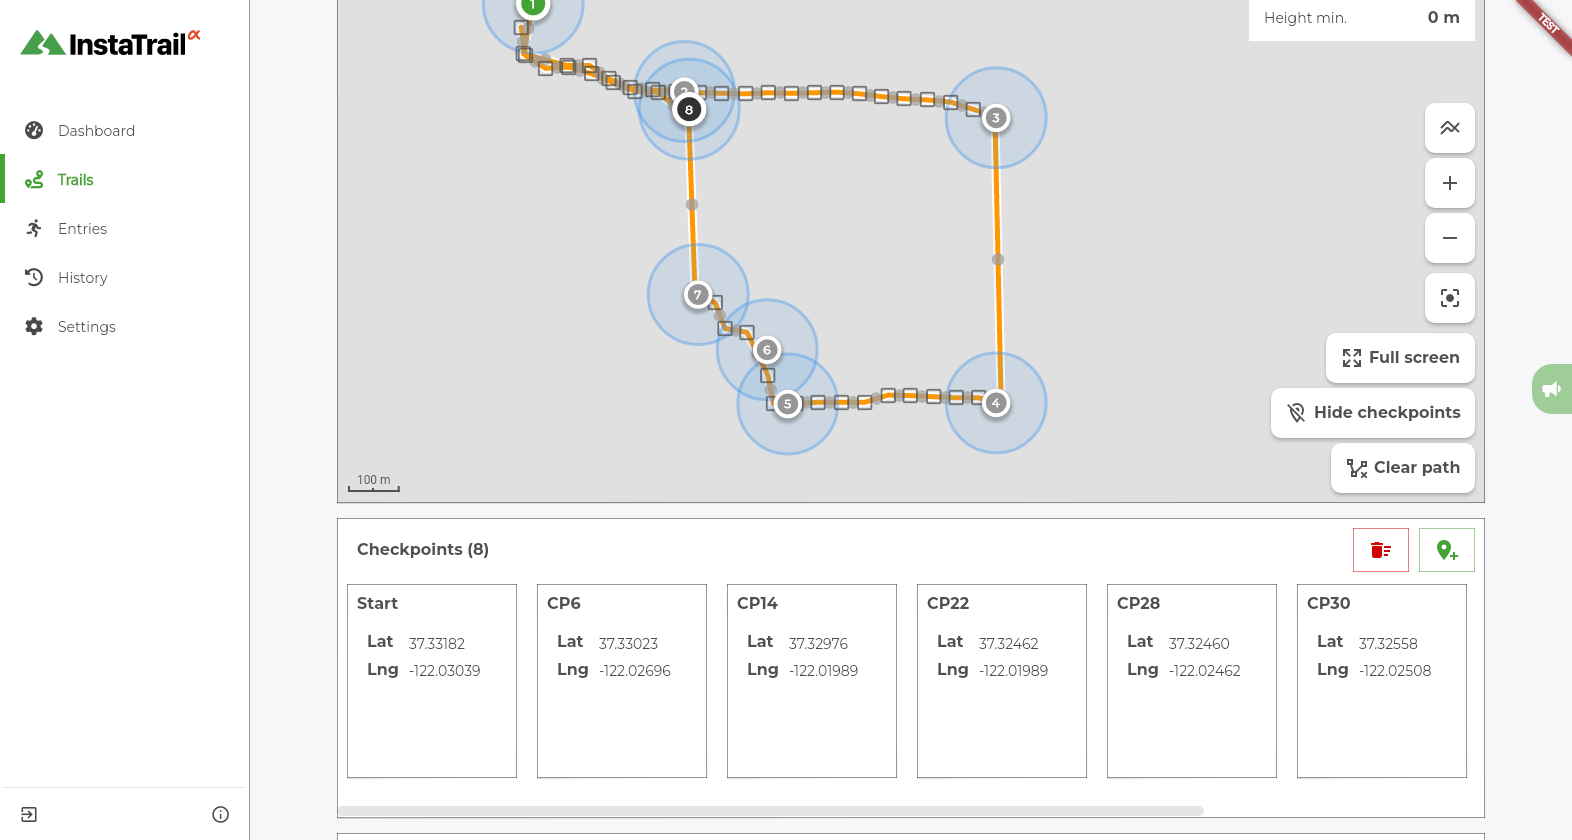 InstaTrail α
Dashboard
Trails
Entries
History
Settings
Height min. 0 m
TEST
1
2
8
3
7
6
5
4
Full screen
Hide checkpoints
Clear path
100 m
Checkpoints (8)
Start
Lat 37.33182
Lng -122.03039
CP6
Lat 37.33023
Lng -122.02696
CP14
Lat 37.32976
Lng -122.01989
CP22
Lat 37.32462
Lng -122.01989
CP28
Lat 37.32460
Lng -122.02462
CP30
Lat 37.32558
Lng -122.02508